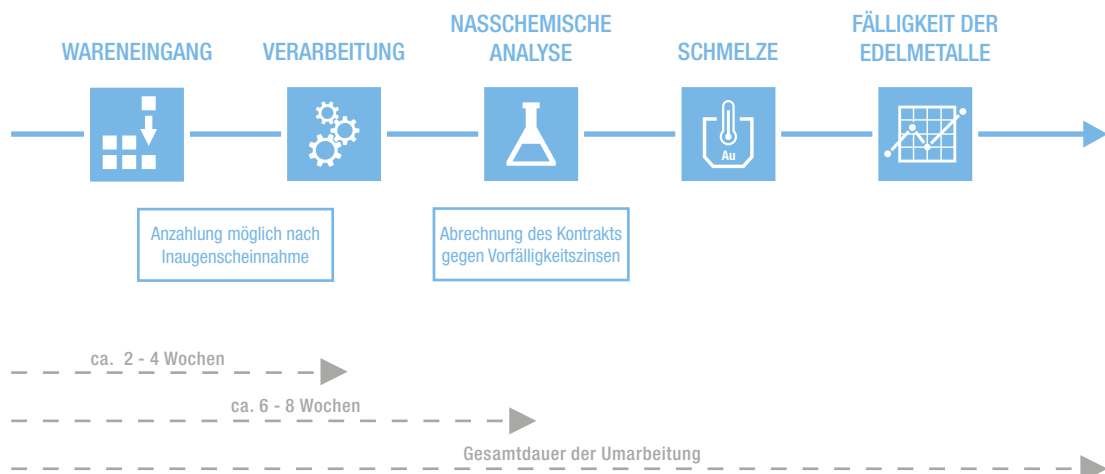 WARENEINGANG
VERARBEITUNG
NASSCHEMISCHE
ANALYSE
SCHMELZE
FÄLLIGKEIT DER
EDELMETALLE
Au
Anzahlung möglich nach
Inaugenscheinnahme
Abrechnung des Kontrakts
gegen Vorfälligkeitszinsen
ca. 2 - 4 Wochen
ca. 6 - 8 Wochen
Gesamtdauer der Umarbeitung